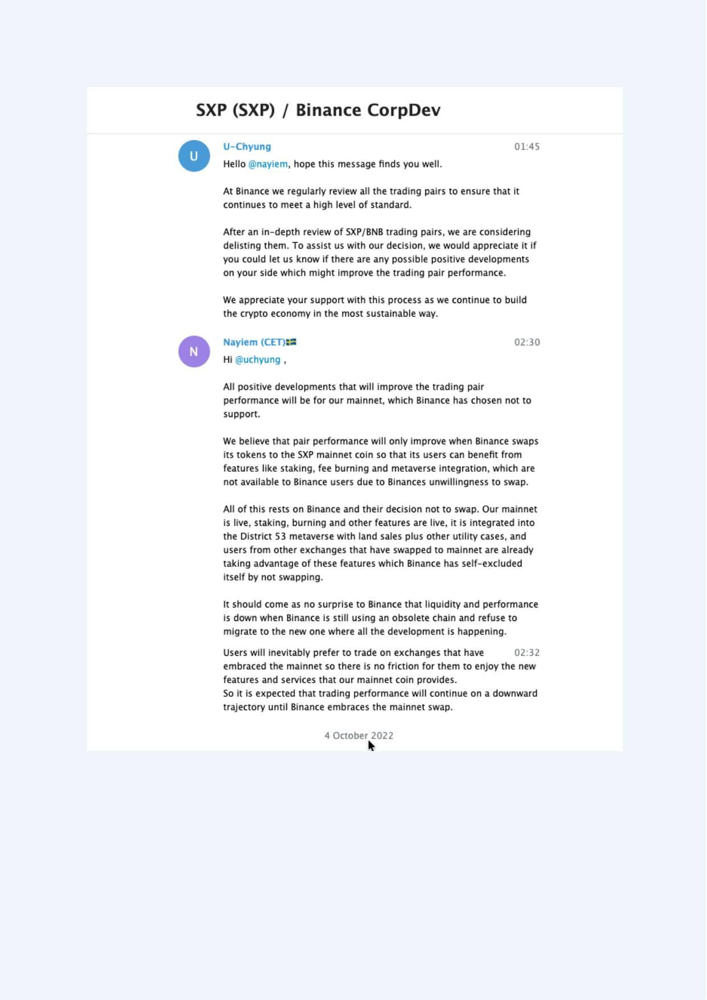 SXP (SXP) / Binance CorpDev
U
U-Chyung
01:45
Hello @nayiem, hope this message finds you well.
At Binance we regularly review all the trading pairs to ensure that it
continues to meet a high level of standard.
After an in-depth review of SXP/BNB trading pairs, we are considering
delisting them. To assist us with our decision, we would appreciate it if
you could let us know if there are any possible positive developments
on your side which might improve the trading pair performance.
We appreciate your support with this process as we continue to build
the crypto economy in the most sustainable way.
N
Nayiem (CET)🇸🇪
02:30
Hi @uchyung ,
All positive developments that will improve the trading pair
performance will be for our mainnet, which Binance has chosen not to
support.
We believe that pair performance will only improve when Binance swaps
its tokens to the SXP mainnet coin so that its users can benefit from
features like staking, fee burning and metaverse integration, which are
not available to Binance users due to Binances unwillingness to swap.
All of this rests on Binance and their decision not to swap. Our mainnet
is live, staking, burning and other features are live, it is integrated into
the District 53 metaverse with land sales plus other utility cases, and
users from other exchanges that have swapped to mainnet are already
taking advantage of these features which Binance has self-excluded
itself by not swapping.
It should come as no surprise to Binance that liquidity and performance
is down when Binance is still using an obsolete chain and refuse to
migrate to the new one where all the development is happening.
Users will inevitably prefer to trade on exchanges that have
02:32
embraced the mainnet so there is no friction for them to enjoy the new
features and services that our mainnet coin provides.
So it is expected that trading performance will continue on a downward
trajectory until Binance embraces the mainnet swap.
4 October 2022